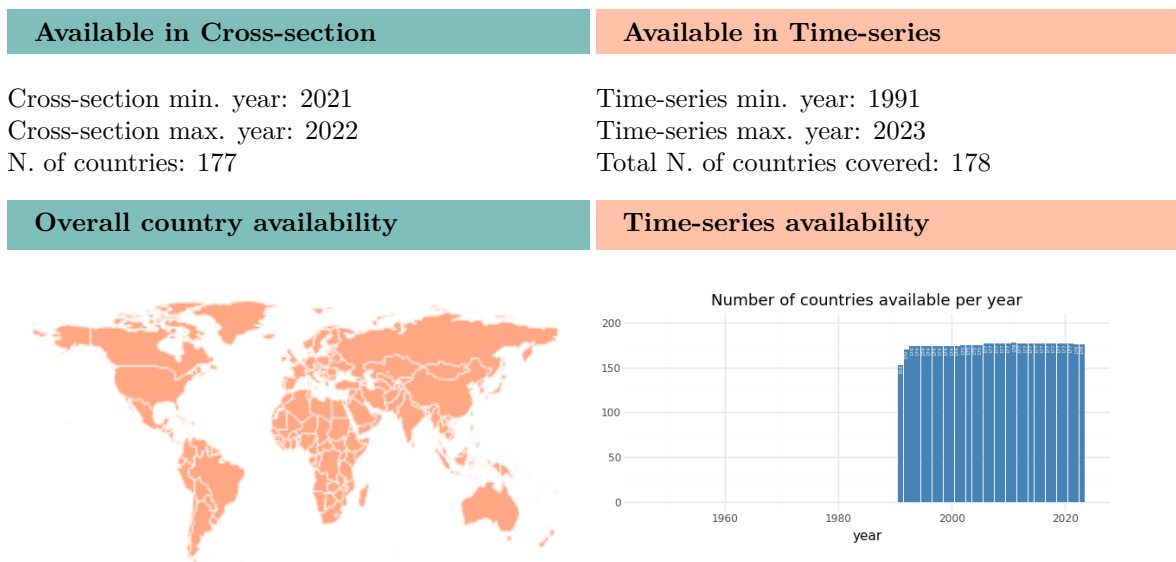 Available in Cross-section
Cross-section min. year: 2021
Cross-section max. year: 2022
N. of countries: 177
Available in Time-series
Time-series min. year: 1991
Time-series max. year: 2023
Total N. of countries covered: 178
Overall country availability
Time-series availability
Number of countries available per year
200
150
100
50
0
1960
1980
2000
2020
year